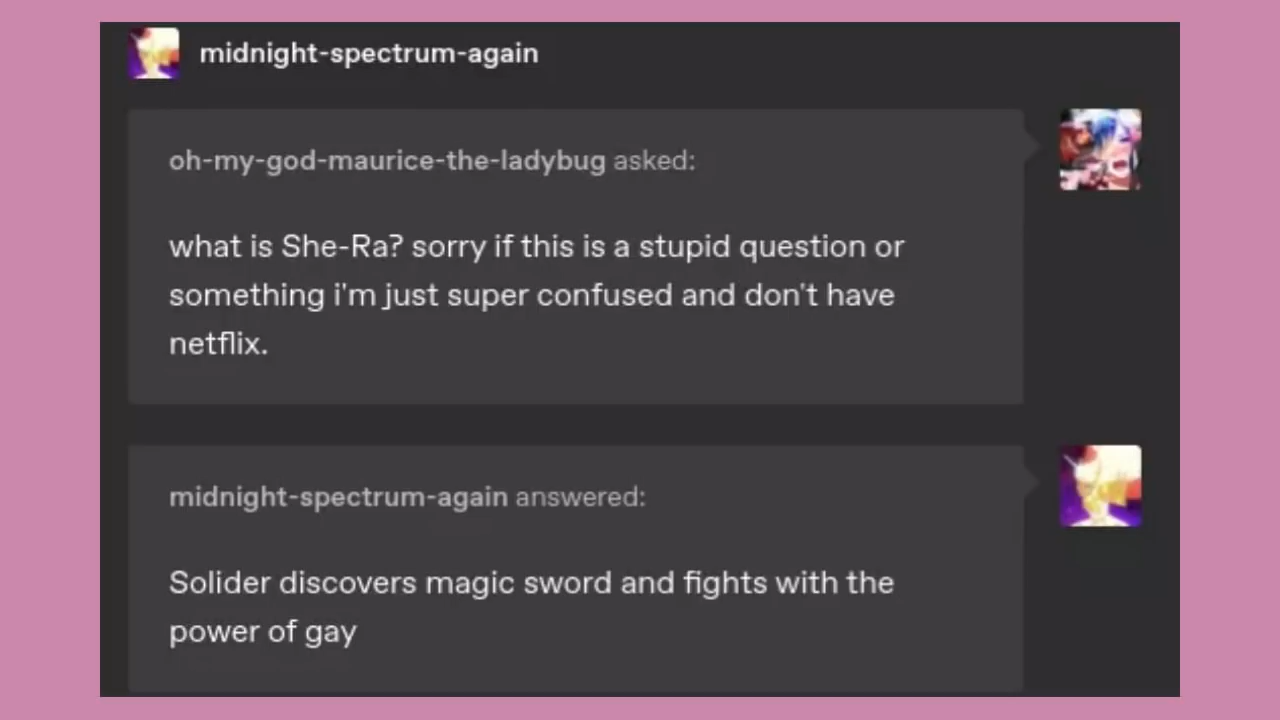 midnight-spectrum-again
oh-my-god-maurice-the-ladybug asked:
what is She-Ra? sorry if this is a stupid question or
something i'm just super confused and don't have
netflix.
midnight-spectrum-again answered:
Solider discovers magic sword and fights with the
power of gay